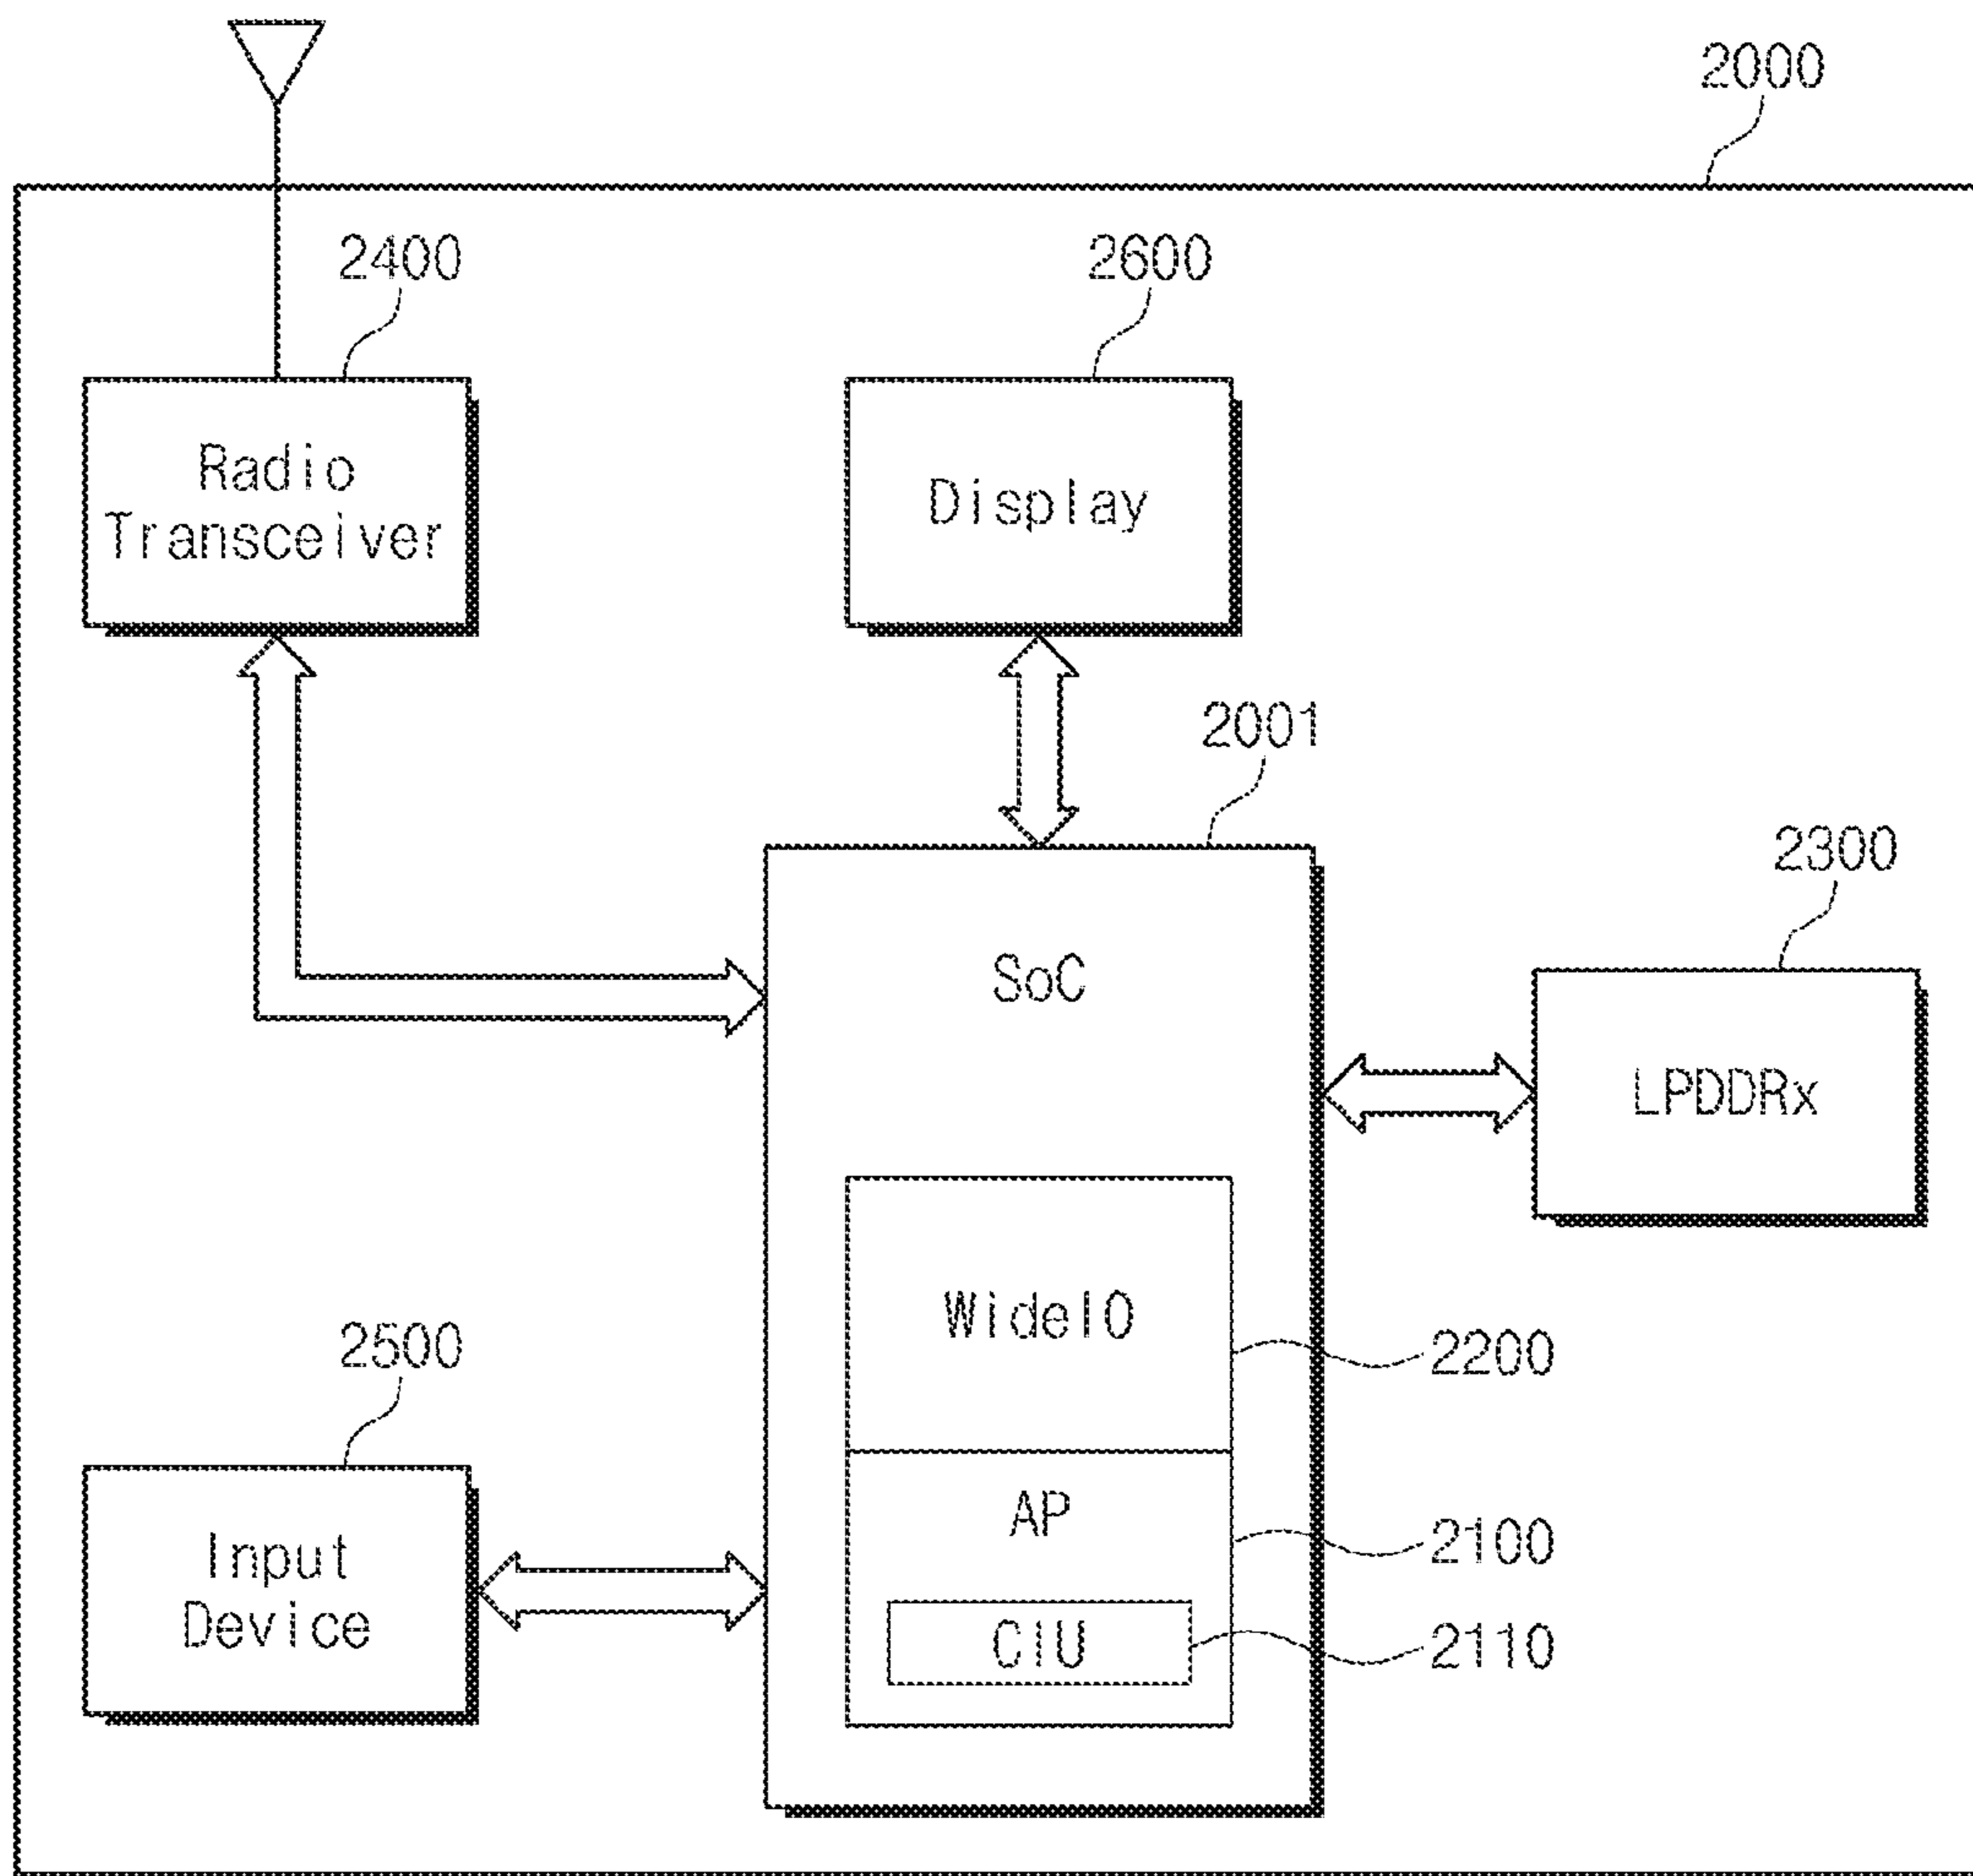 2000
2400
2600
Radio
Transceiver
Display
2001
2300
SoC
LPDDRx
WideIO
2200
2500
AP
2100
Input
Device
CIU
2110